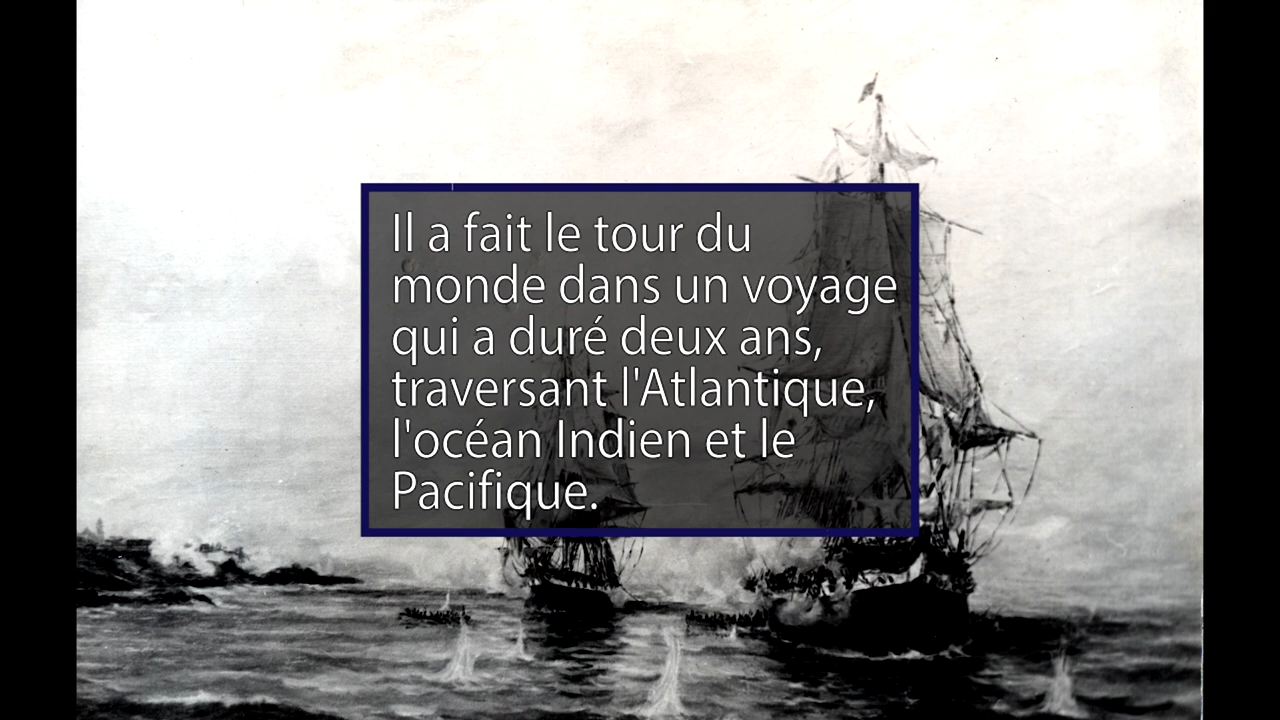 Il a fait le tour du
monde dans un voyage
qui a duré deux ans,
traversant l'Atlantique,
l'océan Indien et le
Pacifique.